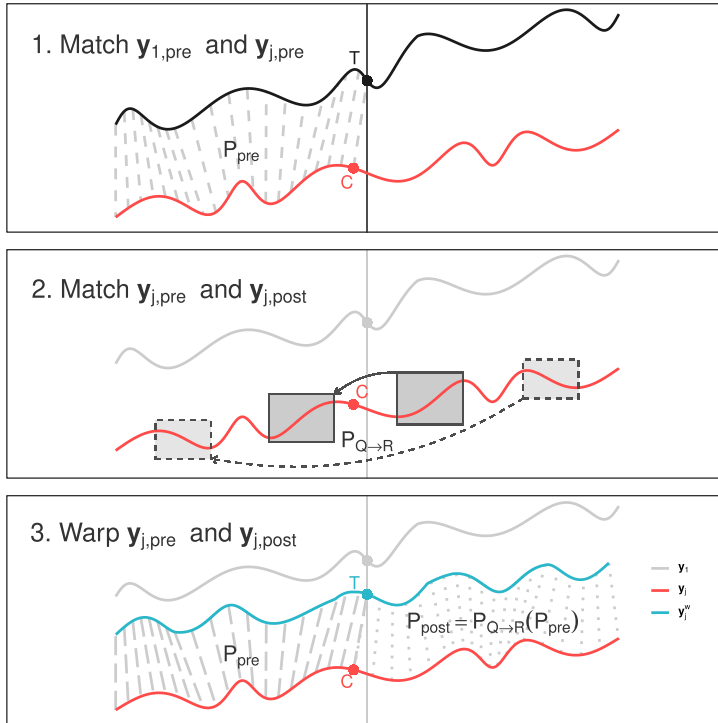 1. Match y1,pre and yj,pre
T
Ppre
C
2. Match yj,pre and yj,post
C
PQ→R
3. Warp yj,pre and yj,post
T
Ppre
Ppost = PQ→R(Ppre)
C
y1
yj
yjw